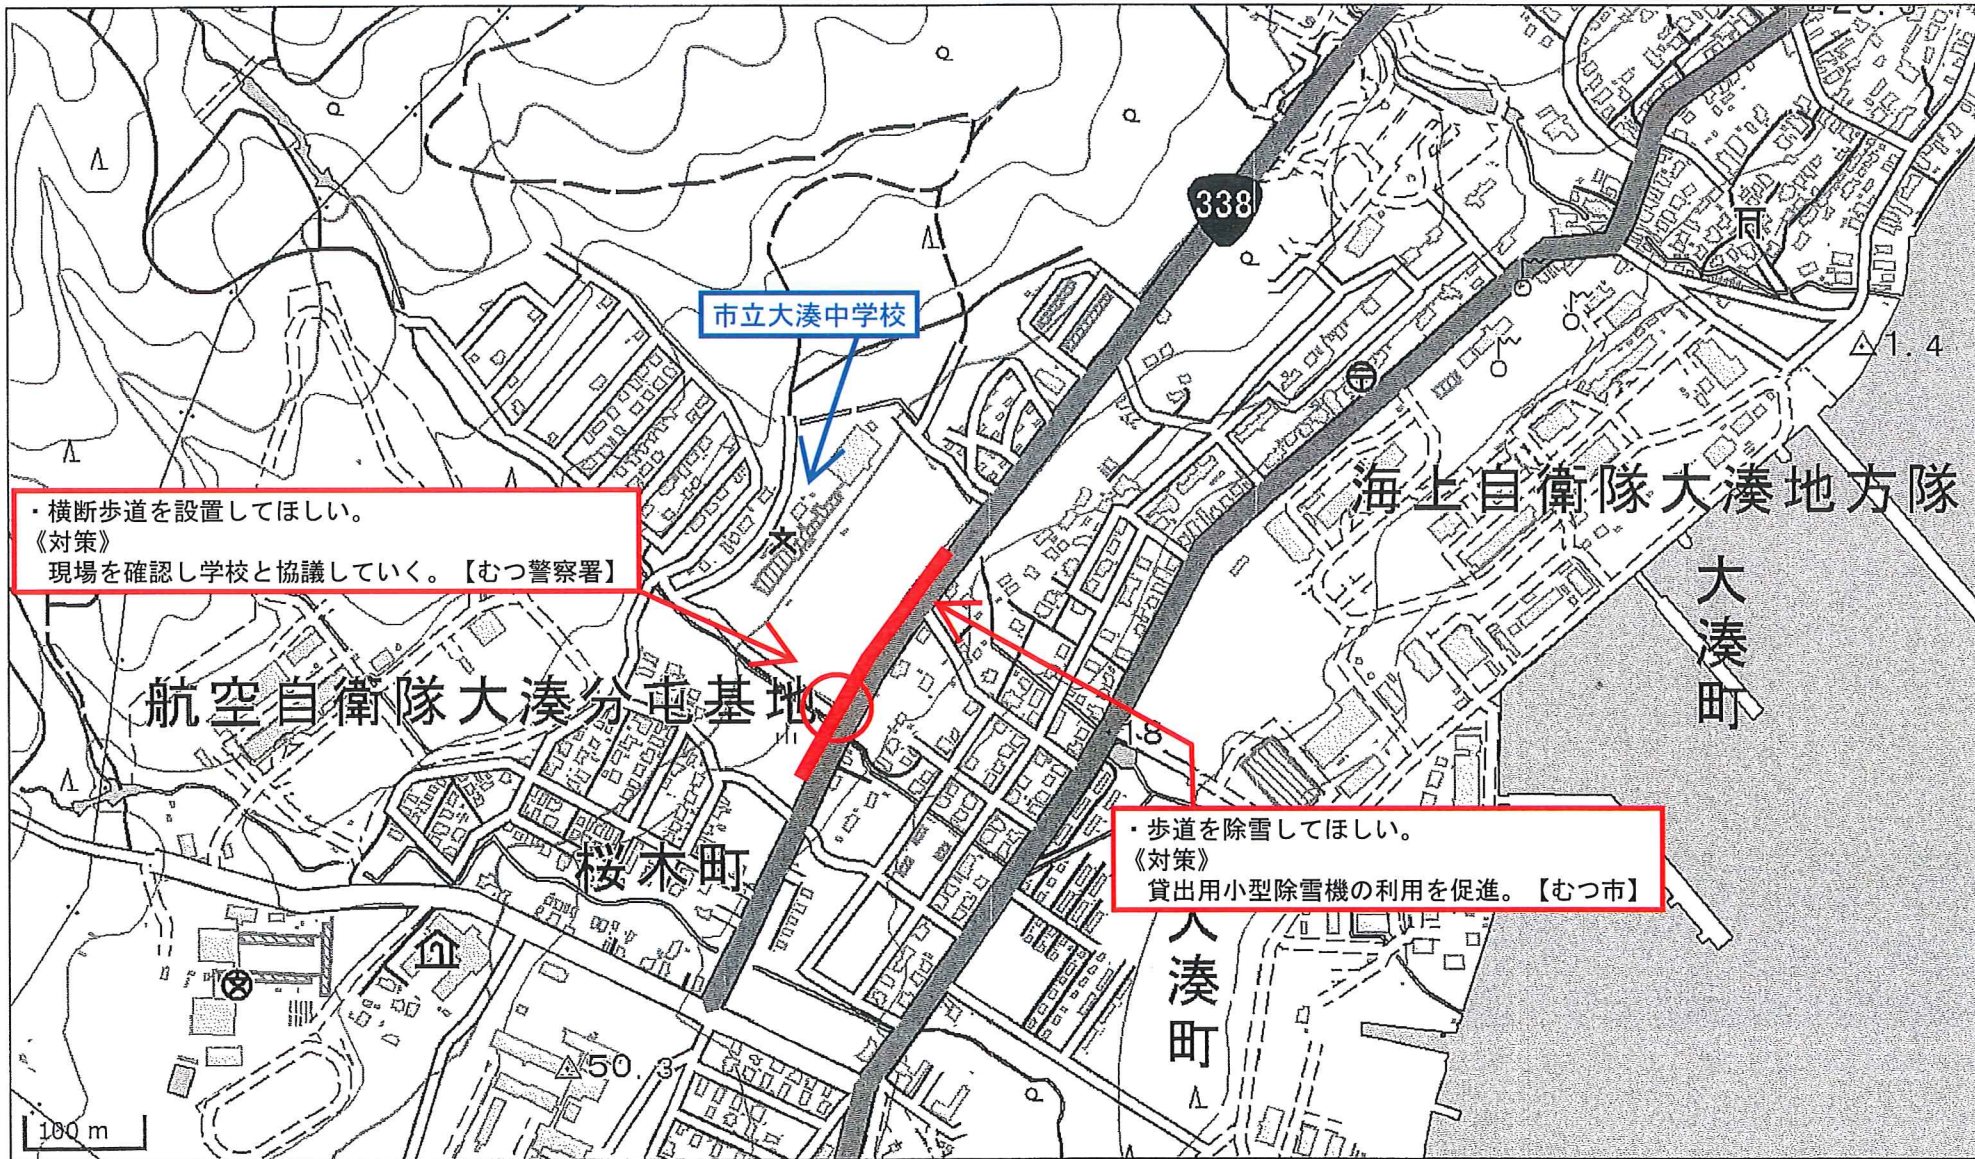 338
市立大湊中学校
1.4
海上自衛隊大湊地方隊
・横断歩道を設置してほしい。
《対策》
現場を確認し学校と協議していく。【むつ警察署】
大湊町
航空自衛隊大湊分屯基地
18
・歩道を除雪してほしい。
《対策》
貸出用小型除雪機の利用を促進。【むつ市】
桜木町
大湊町
50.3
100 m